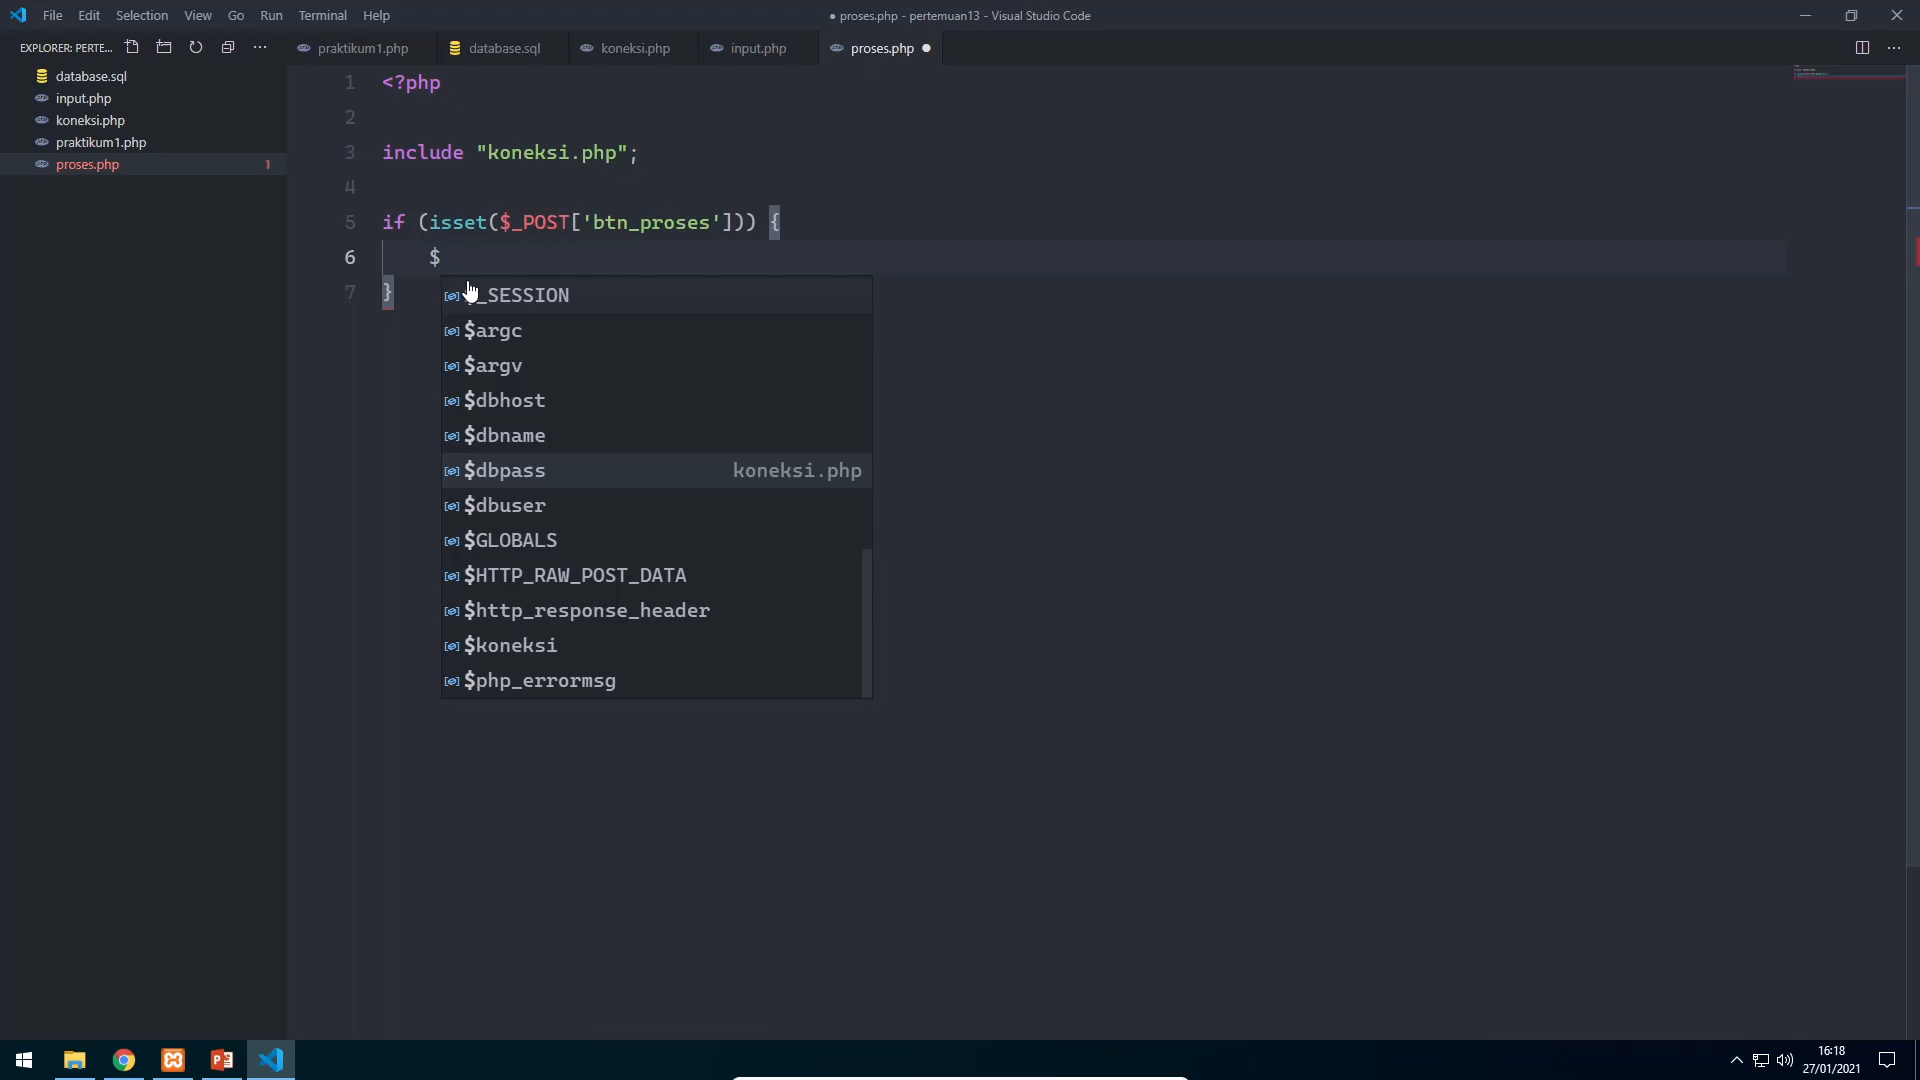 File Edit Selection View Go Run Terminal Help
● proses.php - pertemuan13 - Visual Studio Code
EXPLORER: PERTE...
praktikum1.php
database.sql
koneksi.php
input.php
proses.php
database.sql
input.php
koneksi.php
praktikum1.php
proses.php 1
1 <?php
2
3 include "koneksi.php";
4
5 if (isset($_POST['btn_proses'])) {
6 $
7 }
_SESSION
$argc
$argv
$dbhost
$dbname
$dbpass koneksi.php
$dbuser
$GLOBALS
$HTTP_RAW_POST_DATA
$http_response_header
$koneksi
$php_errormsg
16:18
27/01/2021